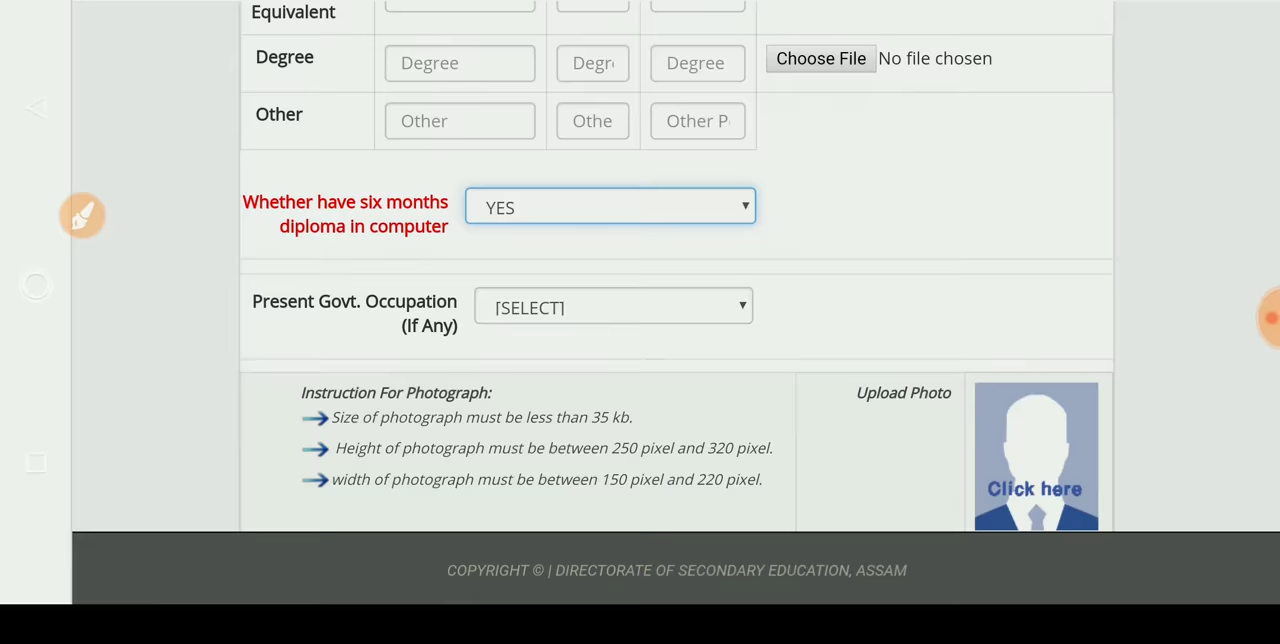 Equivalent
Degree Degree Degr Degree Choose File No file chosen
Other Other Othe Other P
Whether have six months
diploma in computer
YES
Present Govt. Occupation
(If Any)
[SELECT]
Instruction For Photograph:
Size of photograph must be less than 35 kb.
Height of photograph must be between 250 pixel and 320 pixel.
width of photograph must be between 150 pixel and 220 pixel.
Upload Photo
Click here
COPYRIGHT © | DIRECTORATE OF SECONDARY EDUCATION, ASSAM